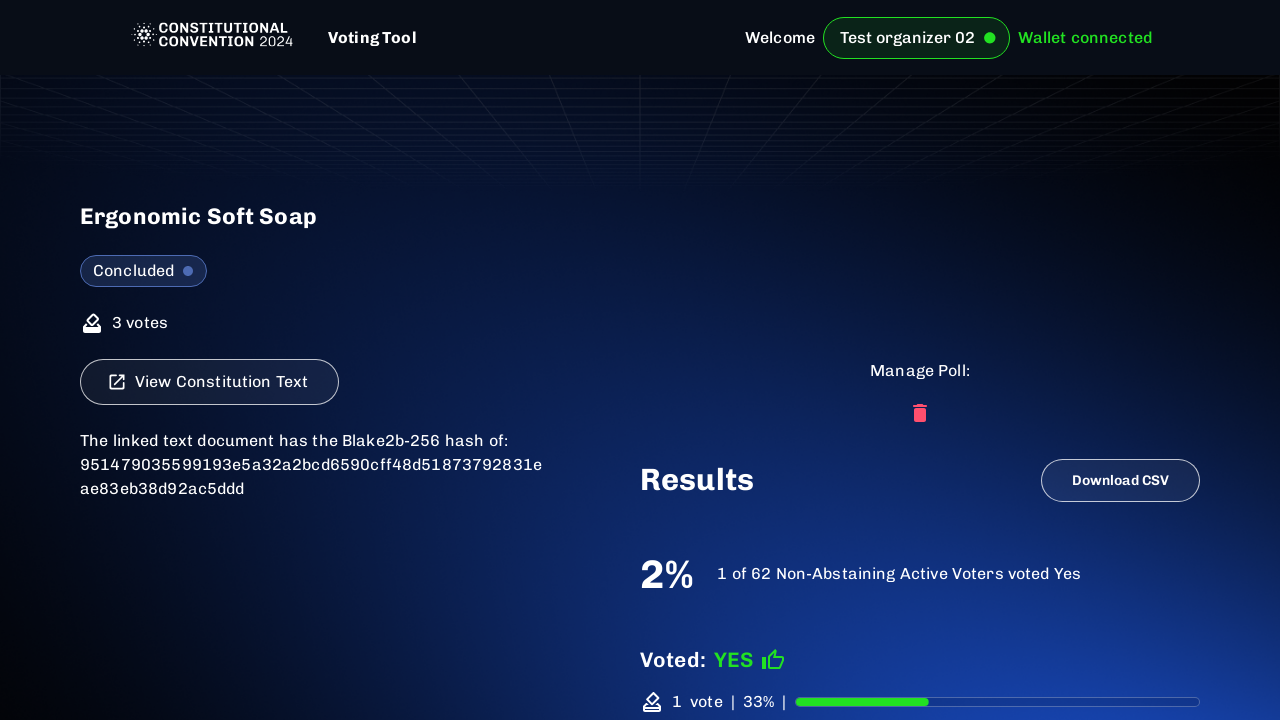 CONSTITUTIONAL
CONVENTION 2024
Voting Tool
Welcome
Test organizer 02
Wallet connected
Ergonomic Soft Soap
Concluded
3 votes
View Constitution Text
The linked text document has the Blake2b-256 hash of:
951479035599193e5a32a2bcd6590cff48d51873792831e
ae83eb38d92ac5ddd
Manage Poll:
Results
Download CSV
2%
1 of 62 Non-Abstaining Active Voters voted Yes
Voted: YES
1 vote | 33% |